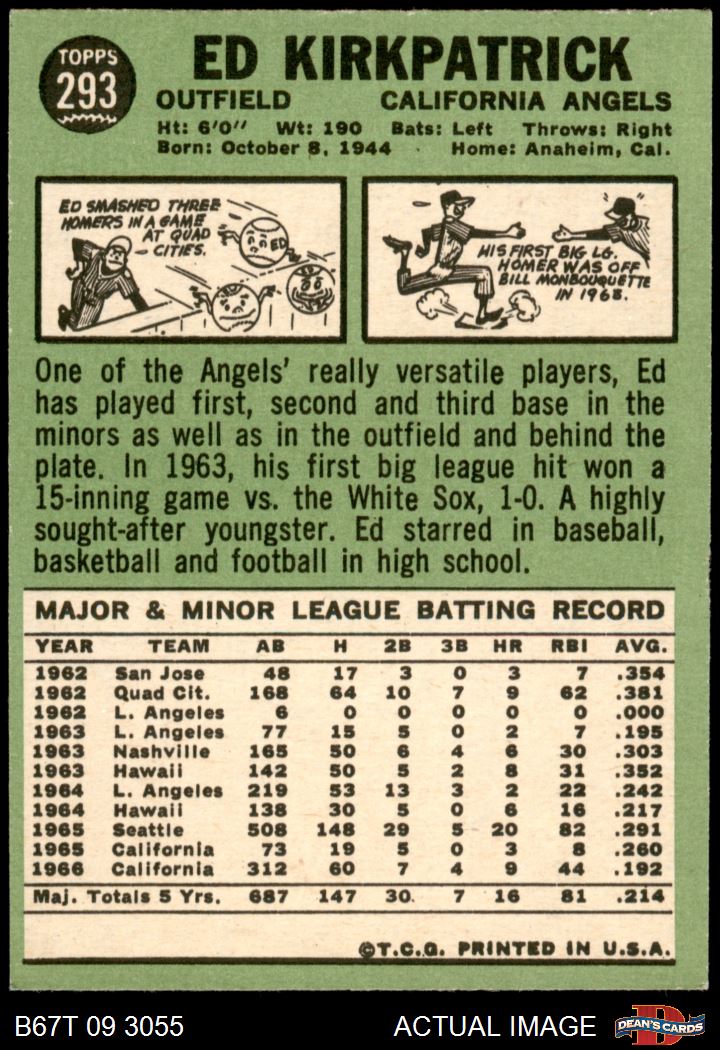 TOPPS
293
ED KIRKPATRICK
OUTFIELD CALIFORNIA ANGELS
Ht: 6'0" Wt: 190 Bats: Left Throws: Right
Born: October 8, 1944 Home: Anaheim, Cal.
ED SMASHED THREE
HOMERS IN A GAME
AT QUAD
- CITIES.
ED
HIS FIRST BIG LG.
HOMER WAS OFF
BILL MONBOUQUETTE
IN 1963.
One of the Angels' really versatile players, Ed
has played first, second and third base in the
minors as well as in the outfield and behind the
plate. In 1963, his first big league hit won a
15-inning game vs. the White Sox, 1-0. A highly
sought-after youngster. Ed starred in baseball,
basketball and football in high school.
MAJOR & MINOR LEAGUE BATTING RECORD
YEAR TEAM AB H 2B 3B HR RBI AVG.
1962 San Jose 48 17 3 0 3 7 .354
1962 Quad Cit. 168 64 10 7 9 62 .381
1962 L. Angeles 6 0 0 0 0 0 .000
1963 L. Angeles 77 15 5 0 2 7 .195
1963 Nashville 165 50 6 4 6 30 .303
1963 Hawaii 142 50 5 2 8 31 .352
1964 L. Angeles 219 53 13 3 2 22 .242
1964 Hawaii 138 30 5 0 6 16 .217
1965 Seattle 508 148 29 5 20 82 .291
1965 California 73 19 5 0 3 8 .260
1966 California 312 60 7 4 9 44 .192
Maj. Totals 5 Yrs. 687 147 30 7 16 81 .214
©T.C.G. PRINTED IN U.S.A.
B67T 09 3055 ACTUAL IMAGE
D
DEAN'S CARDS